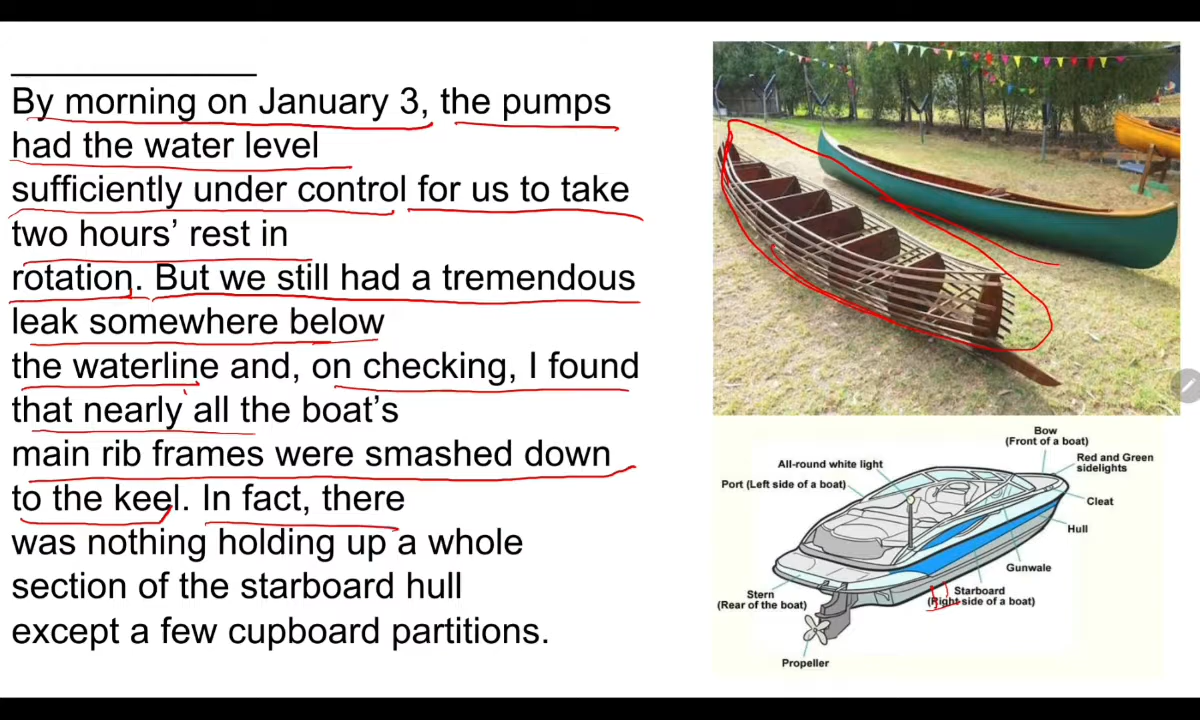 By morning on January 3, the pumps
had the water level
sufficiently under control for us to take
two hours’ rest in
rotation. But we still had a tremendous
leak somewhere below
the waterline and, on checking, I found
that nearly all the boat’s
main rib frames were smashed down
to the keel. In fact, there
was nothing holding up a whole
section of the starboard hull
except a few cupboard partitions.
Bow
(Front of a boat)
All-round white light
Red and Green
sidelights
Port (Left side of a boat)
Cleat
Hull
Gunwale
Starboard
(Right side of a boat)
Stern
(Rear of the boat)
Propeller